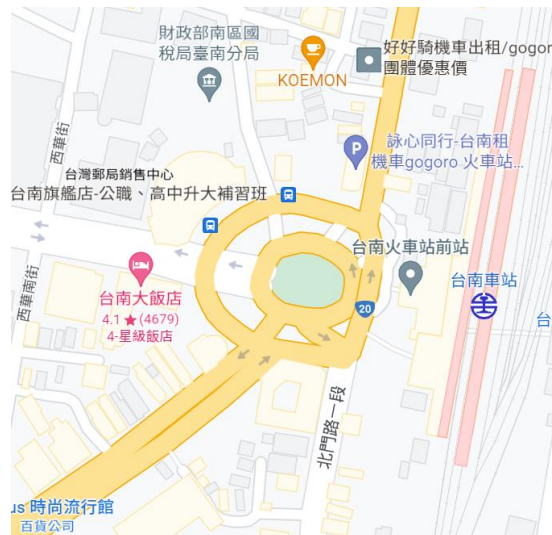 財政部南區國
稅局臺南分局
KOEMON
好好騎機車出租/gogor
團體優惠價
西華街
詠心同行-台南租
機車gogoro 火車站...
台灣郵局銷售中心
台南旗艦店-公職、高中升大補習班
台南火車站前站
台南車站
台南大飯店
4.1 ★ (4679)
4-星級飯店
西華南街
20
台
北門路一段
us 時尚流行館
百貨公司